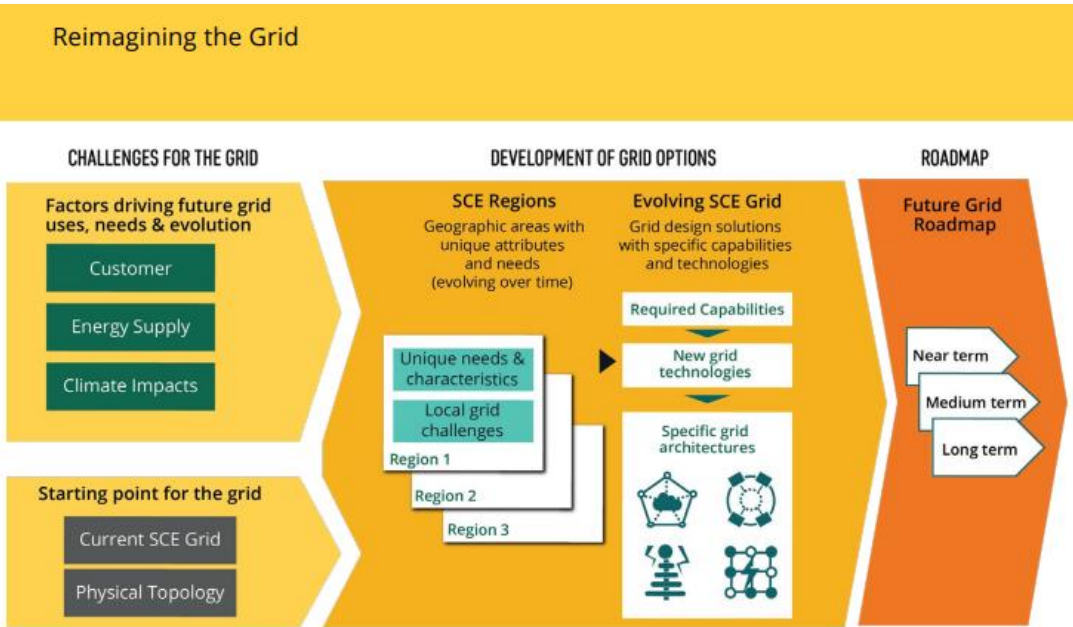 Reimagining the Grid
CHALLENGES FOR THE GRID
Factors driving future grid
uses, needs & evolution
Customer
Energy Supply
Climate Impacts
Starting point for the grid
Current SCE Grid
Physical Topology
DEVELOPMENT OF GRID OPTIONS
SCE Regions
Geographic areas with
unique attributes
and needs
(evolving over time)
Unique needs &
characteristics
Local grid
challenges
Region 1
Region 2
Region 3
Evolving SCE Grid
Grid design solutions
with specific capabilities
and technologies
Required Capabilities
New grid
technologies
Specific grid
architectures
ROADMAP
Future Grid
Roadmap
Near term
Medium term
Long term